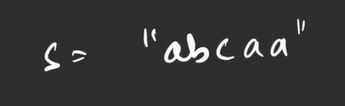 s = "abcaa"